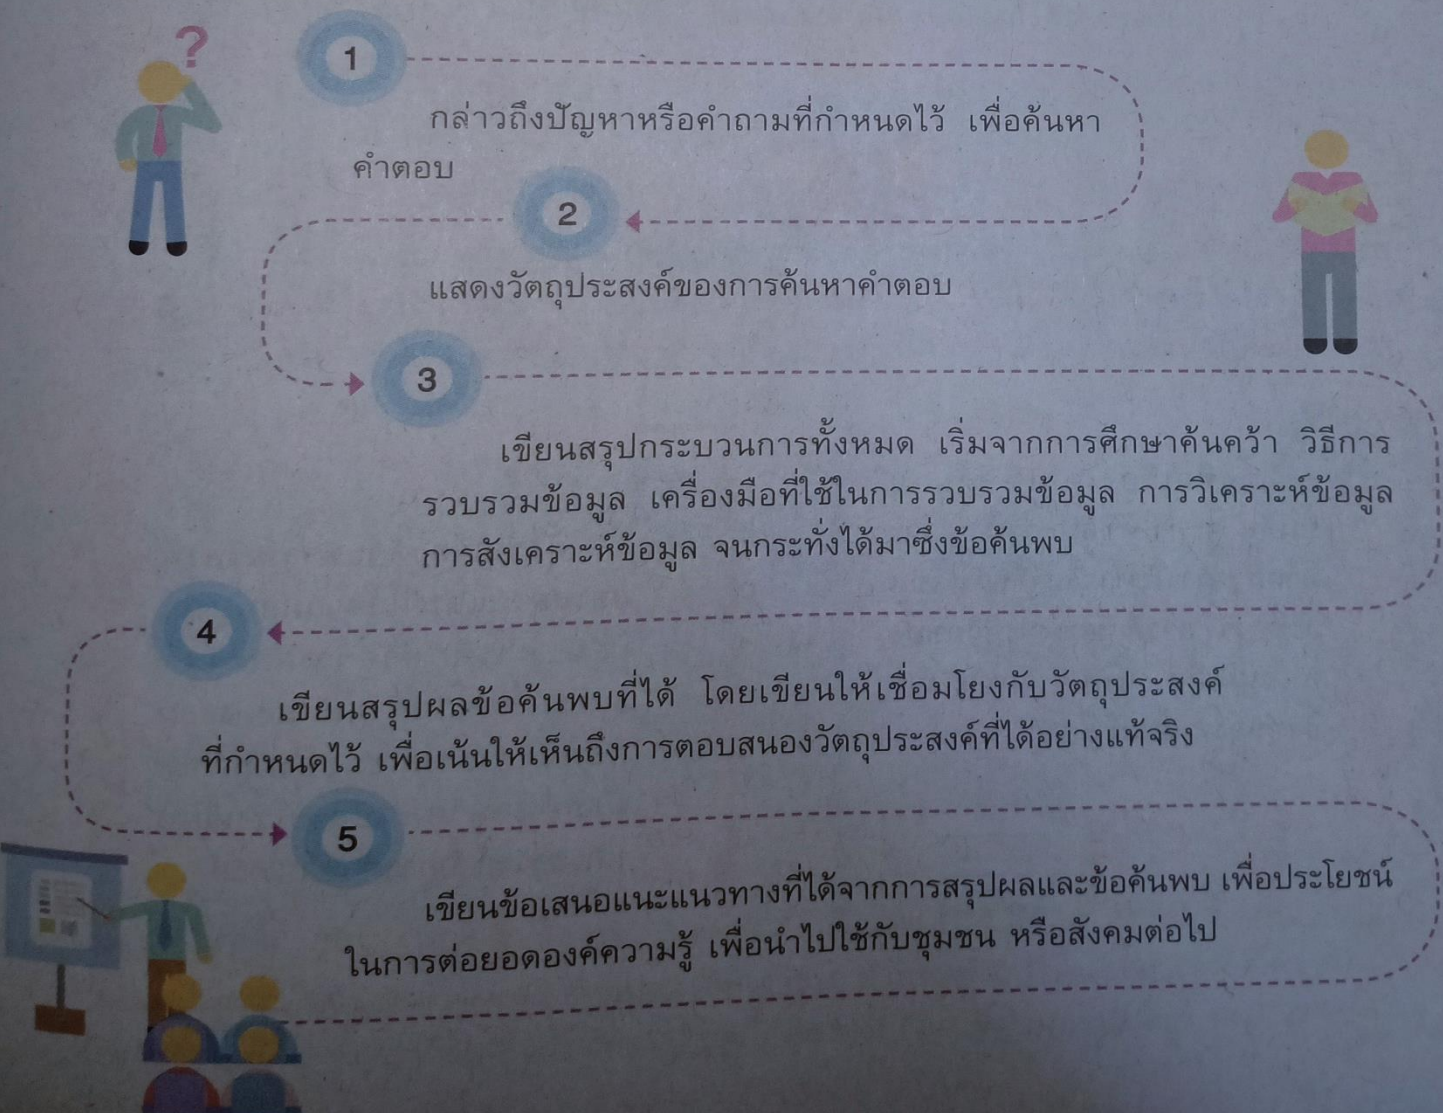 ?
1
กล่าวถึงปัญหาหรือคำถามที่กำหนดไว้ เพื่อค้นหา
คำตอบ
2
แสดงวัตถุประสงค์ของการค้นหาคำตอบ
3
เขียนสรุปกระบวนการทั้งหมด เริ่มจากการศึกษาค้นคว้า วิธีการ
รวบรวมข้อมูล เครื่องมือที่ใช้ในการรวบรวมข้อมูล การวิเคราะห์ข้อมูล
การสังเคราะห์ข้อมูล จนกระทั่งได้มาซึ่งข้อค้นพบ
4
เขียนสรุปผลข้อค้นพบที่ได้ โดยเขียนให้เชื่อมโยงกับวัตถุประสงค์
ที่กำหนดไว้ เพื่อเน้นให้เห็นถึงการตอบสนองวัตถุประสงค์ที่ได้อย่างแท้จริง
5
เขียนข้อเสนอแนะแนวทางที่ได้จากการสรุปผลและข้อค้นพบ เพื่อประโยชน์
ในการต่อยอดองค์ความรู้ เพื่อนำไปใช้กับชุมชน หรือสังคมต่อไป